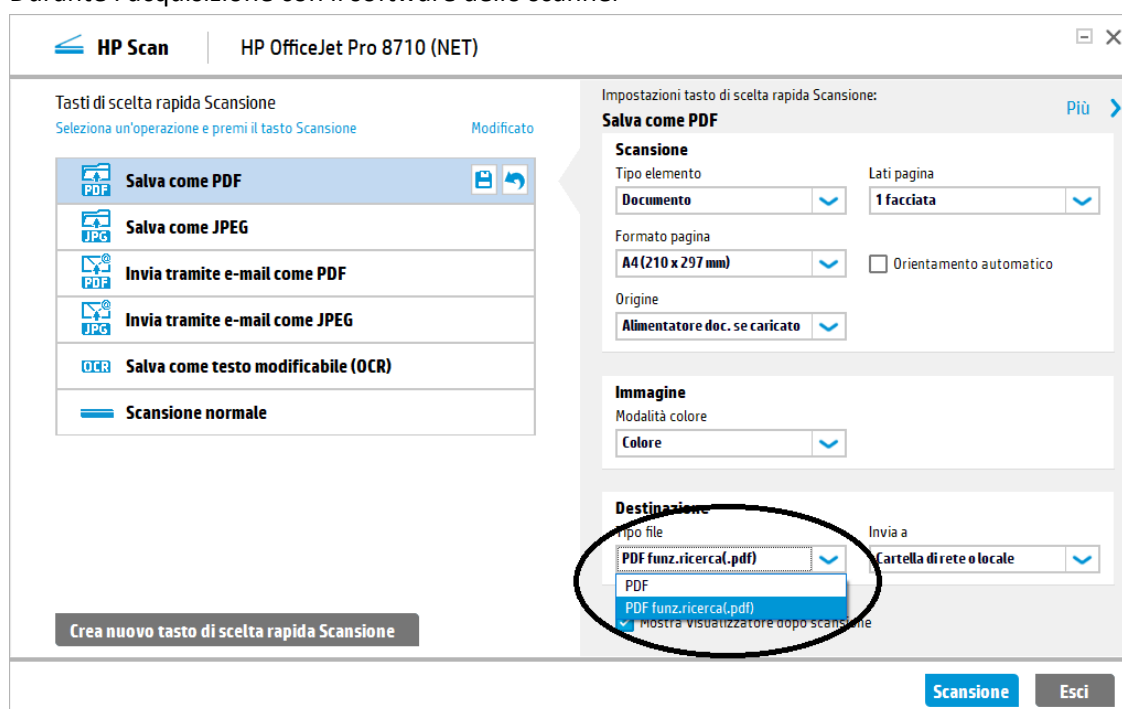 HP Scan
HP OfficeJet Pro 8710 (NET)
Tasti di scelta rapida Scansione
Seleziona un'operazione e premi il tasto Scansione
Modificato
PDF
Salva come PDF
JPG
Salva come JPEG
PDF
Invia tramite e-mail come PDF
JPG
Invia tramite e-mail come JPEG
OCR
Salva come testo modificabile (OCR)
Scansione normale
Crea nuovo tasto di scelta rapida Scansione
Impostazioni tasto di scelta rapida Scansione:
Salva come PDF
Più
Scansione
Tipo elemento
Lati pagina
Documento
1 facciata
Formato pagina
A4 (210 x 297 mm)
Orientamento automatico
Origine
Alimentatore doc. se caricato
Immagine
Modalità colore
Colore
Destinazione
Tipo file
Invia a
PDF funz.ricerca(.pdf)
Cartella di rete o locale
PDF
PDF funz.ricerca(.pdf)
Mostra Visualizzatore dopo scansione
Scansione
Esci